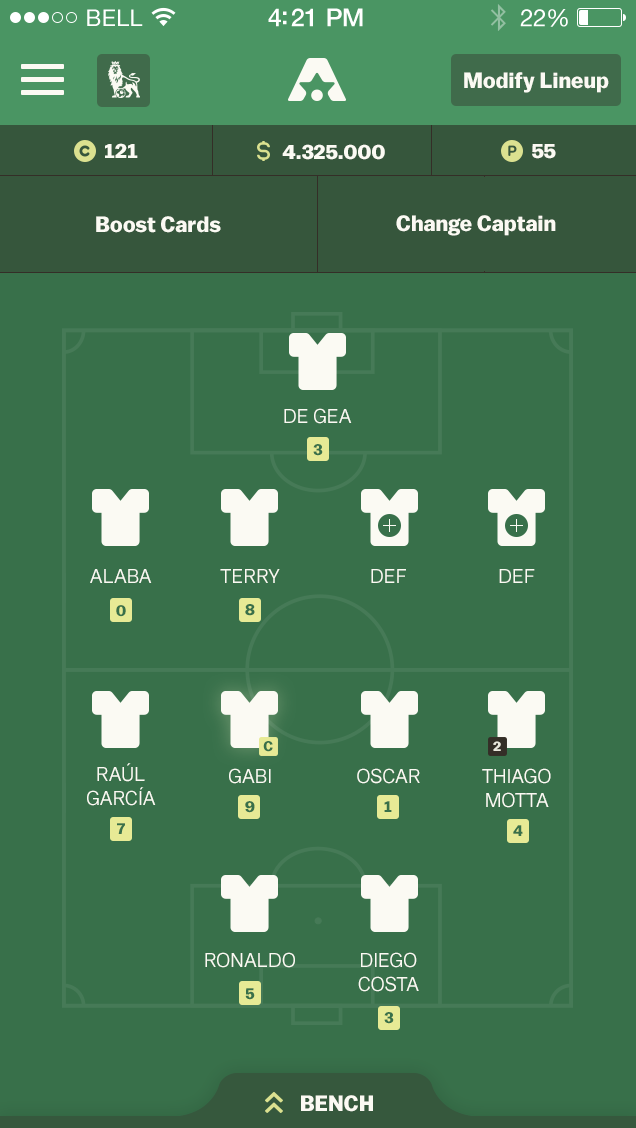 BELL 4:21 PM 22%
Modify Lineup
C 121 $ 4.325.000 P 55
Boost Cards Change Captain
DE GEA
3
ALABA TERRY DEF DEF
0 8
C 2
RAÚL GARCÍA GABI OSCAR THIAGO MOTTA
7 9 1 4
RONALDO DIEGO COSTA
5 3
BENCH